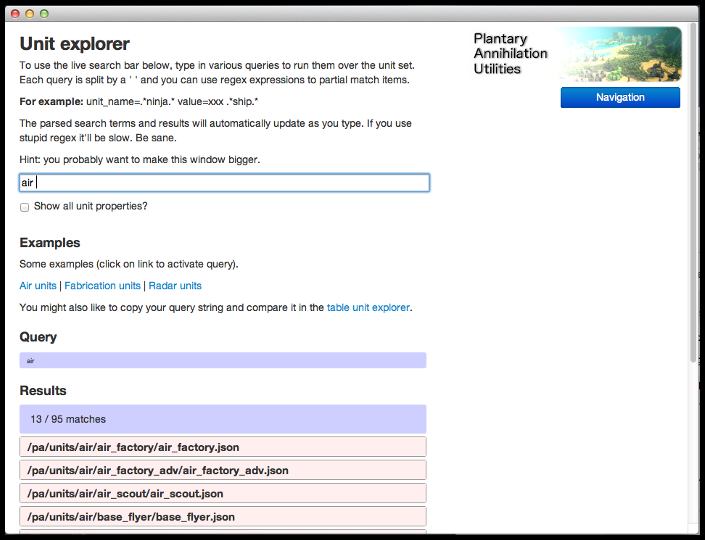 Unit explorer
Plantary
Annihilation
Utilities
To use the live search bar below, type in various queries to run them over the unit set.
Each query is split by a ' ' and you can use regex expressions to partial match items.
Navigation
For example: unit_name=.*ninja.* value=xxx .*ship.*
The parsed search terms and results will automatically update as you type. If you use
stupid regex it'll be slow. Be sane.
Hint: you probably want to make this window bigger.
air
Show all unit properties?
Examples
Some examples (click on link to activate query).
Air units | Fabrication units | Radar units
You might also like to copy your query string and compare it in the table unit explorer.
Query
air
Results
13 / 95 matches
/pa/units/air/air_factory/air_factory.json
/pa/units/air/air_factory_adv/air_factory_adv.json
/pa/units/air/air_scout/air_scout.json
/pa/units/air/base_flyer/base_flyer.json